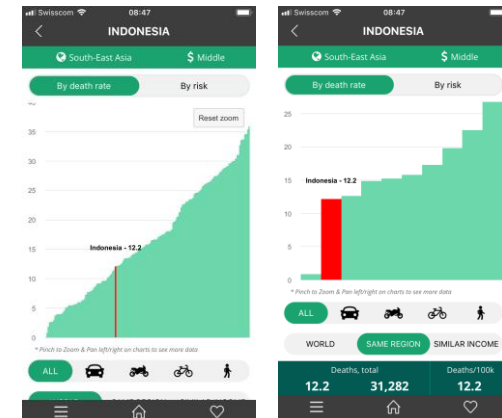 Swisscom 08:47
INDONESIA
South-East Asia $ Middle
By death rate By risk
Reset zoom
35
30
25
20
15
10
5
0
Indonesia - 12.2
* Pinch to Zoom & Pan left/right on charts to see more data
ALL
Swisscom 08:47
INDONESIA
South-East Asia $ Middle
By death rate By risk
25
20
15
10
5
0
Indonesia - 12.2
* Pinch to Zoom & Pan left/right on charts to see more data
ALL
WORLD SAME REGION SIMILAR INCOME
Deaths, total Deaths/100k
12.2 31,282 12.2